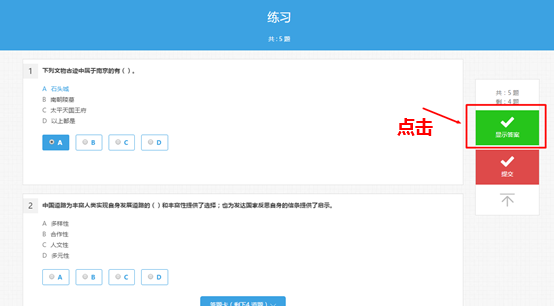 练习
共：5 题
1 下列文物古迹中属于南京的有（ ）。
A 石头城
B 南朝陵墓
C 太平天国王府
D 以上都是
A B C D
共：5 题
剩：4 题
显示答案
点击
提交
2 中国道路为丰富人类实现自身发展道路的（ ）和丰富性提供了选择；也为发达国家反思自身的信条提供了启示。
A 多样性
B 合作性
C 人文性
D 多元性
A B C D
答题卡（剩下4 道题）